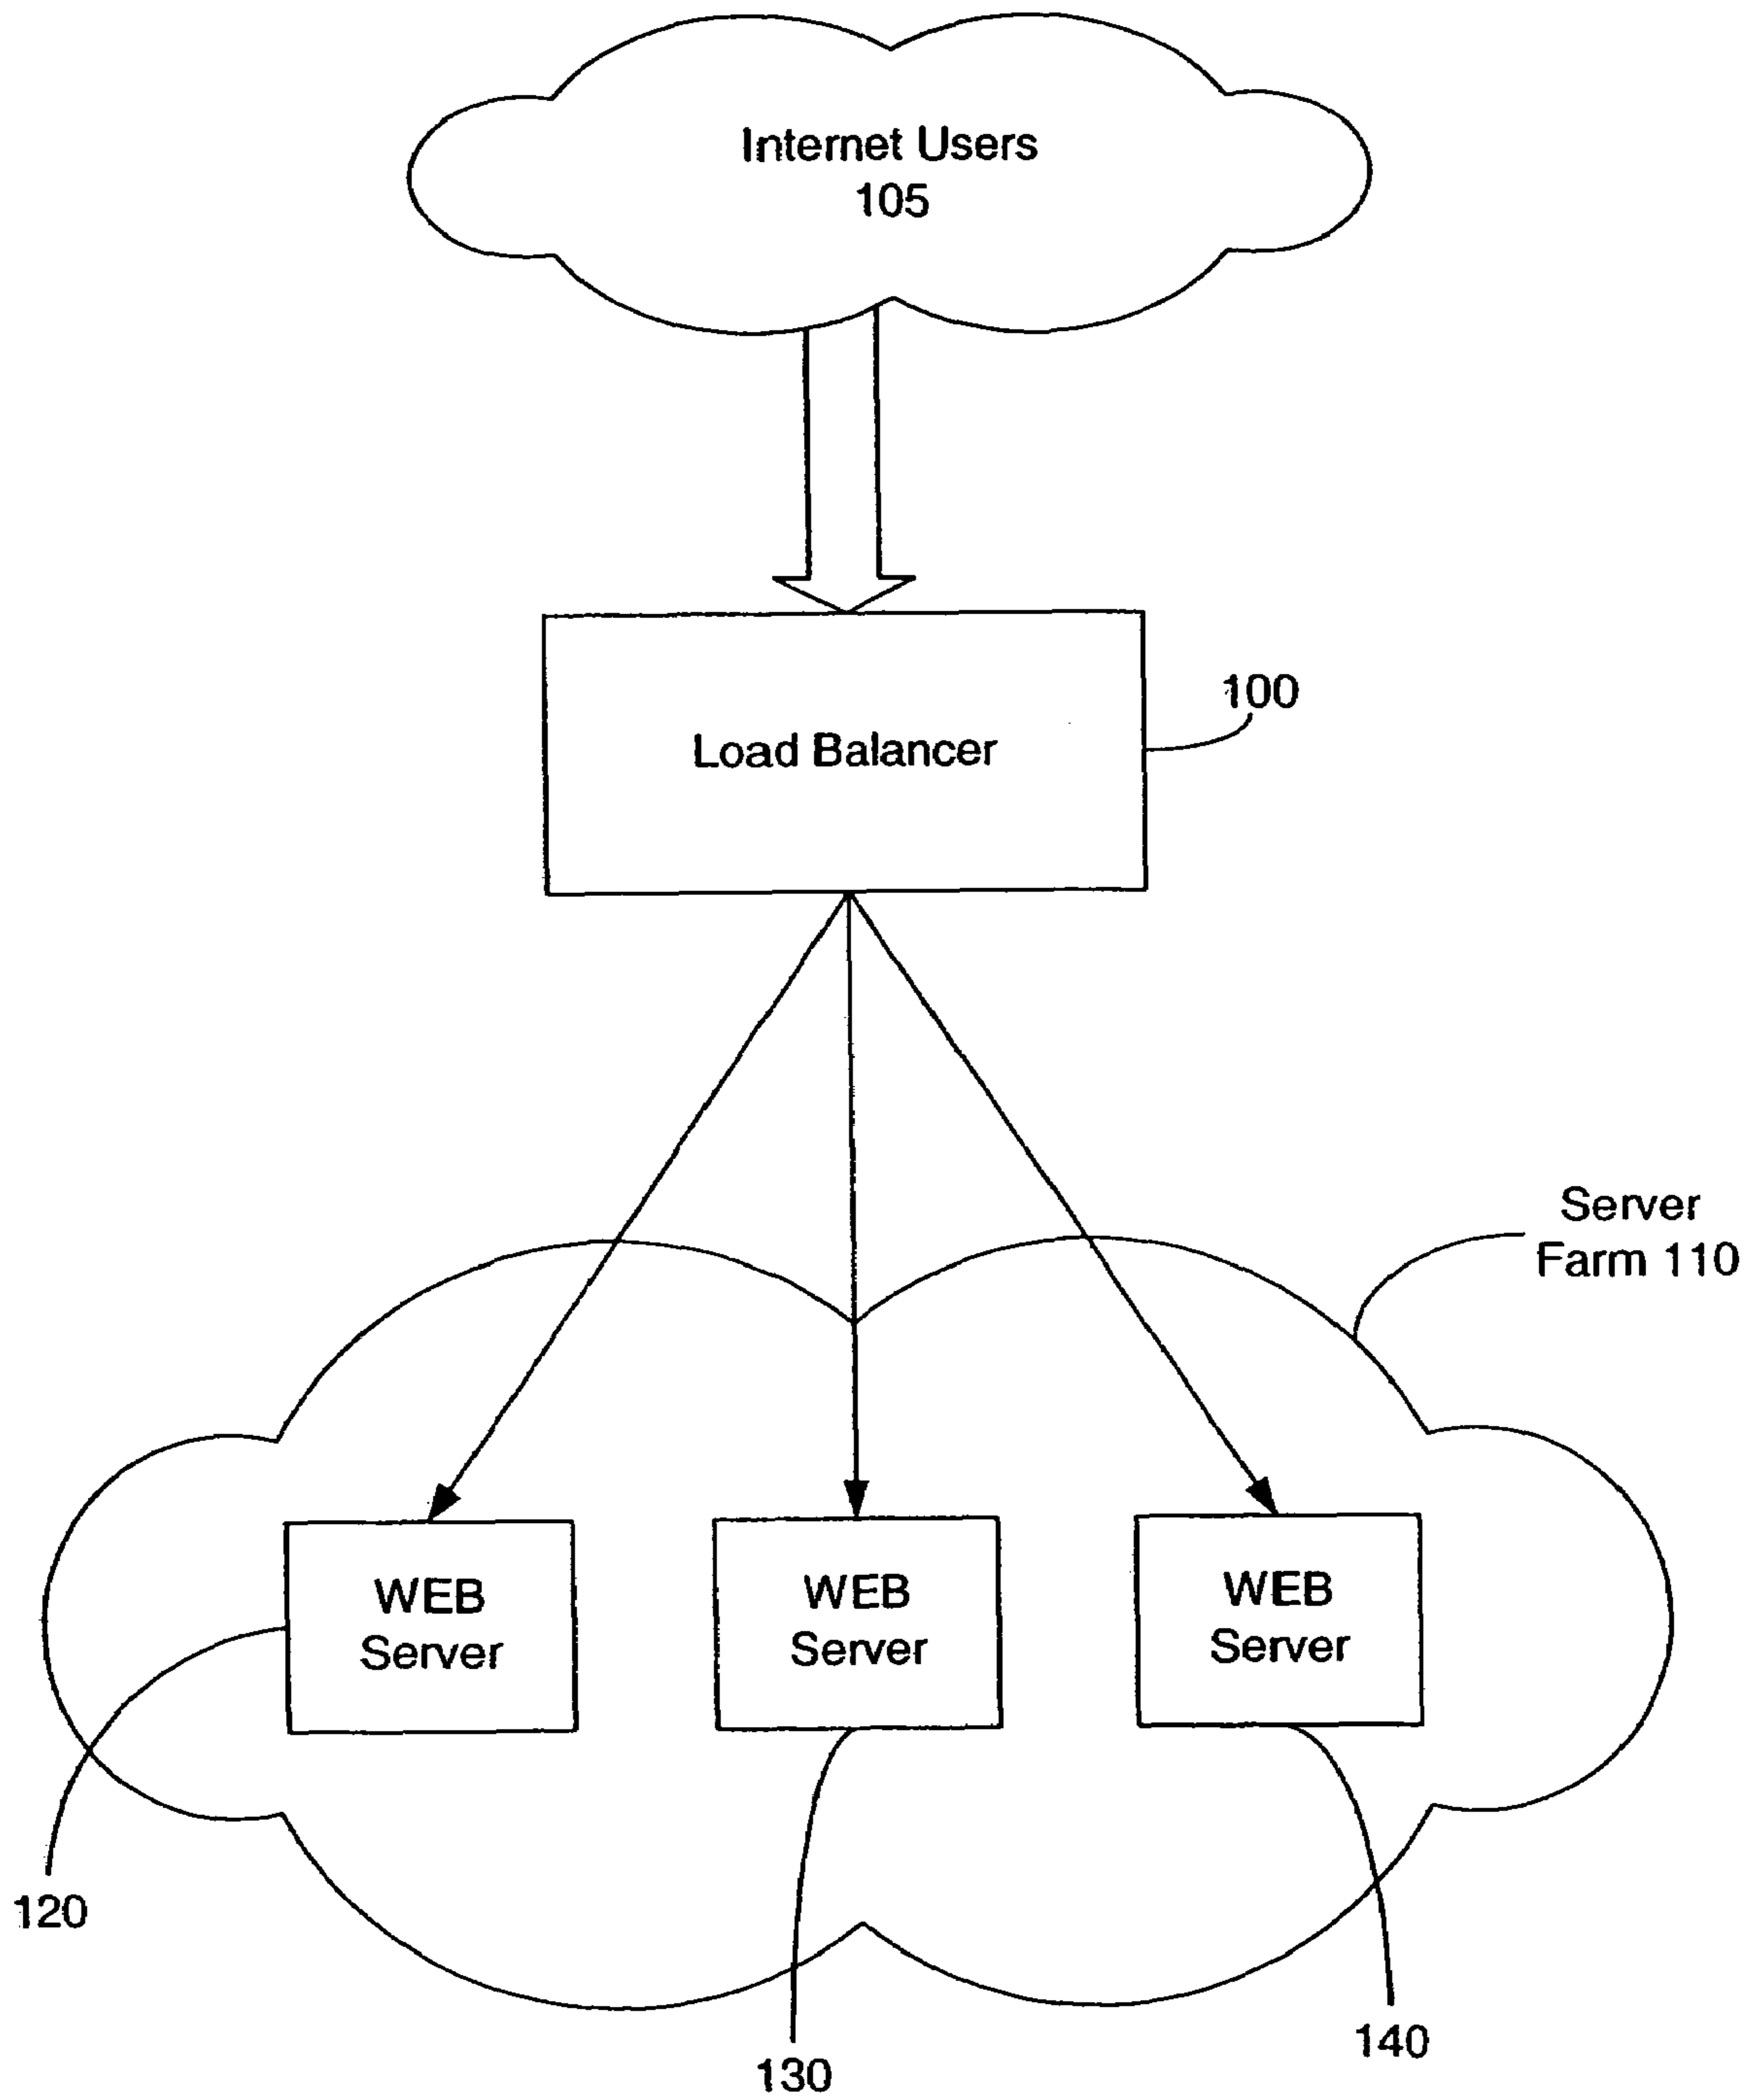 Internet Users
105
100
Load Balancer
Server
Farm 110
WEB
Server
WEB
Server
WEB
Server
120
130
140